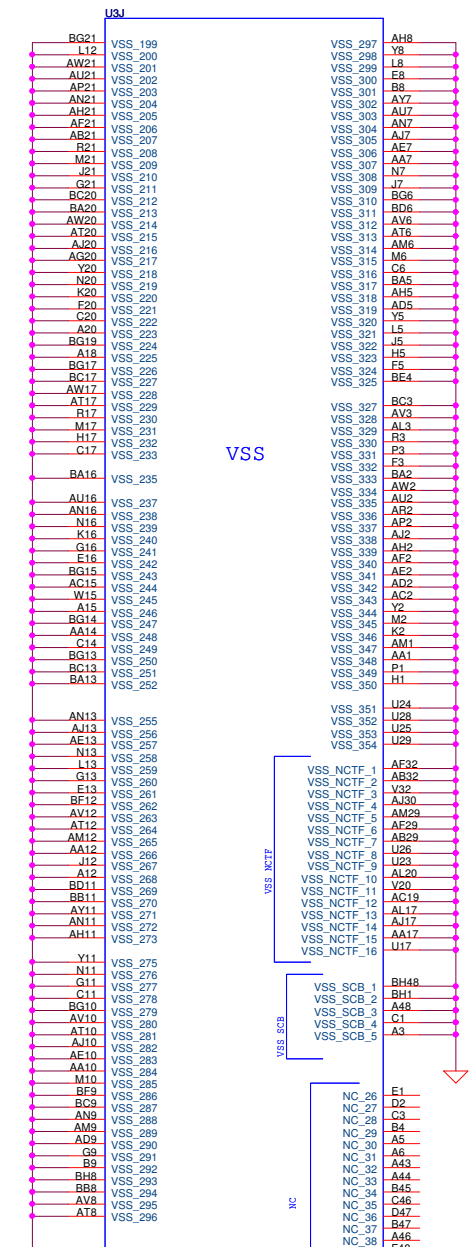 U3J
BG21 VSS_199
L12 VSS_200
AW21 VSS_201
AU21 VSS_202
AP21 VSS_203
AN21 VSS_204
AH21 VSS_205
AF21 VSS_206
AB21 VSS_207
R21 VSS_208
M21 VSS_209
J21 VSS_210
G21 VSS_211
BC20 VSS_212
BA20 VSS_213
AW20 VSS_214
AT20 VSS_215
AJ20 VSS_216
AG20 VSS_217
Y20 VSS_218
N20 VSS_219
K20 VSS_220
F20 VSS_221
C20 VSS_222
A20 VSS_223
BG19 VSS_224
A18 VSS_225
BG17 VSS_226
BC17 VSS_227
AW17 VSS_228
AT17 VSS_229
R17 VSS_230
M17 VSS_231
H17 VSS_232
C17 VSS_233
BA16 VSS_235
AU16 VSS_237
AN16 VSS_238
N16 VSS_239
K16 VSS_240
G16 VSS_241
E16 VSS_242
BG15 VSS_243
AC15 VSS_244
W15 VSS_245
A15 VSS_246
BG14 VSS_247
AA14 VSS_248
C14 VSS_249
BG13 VSS_250
BC13 VSS_251
BA13 VSS_252
AN13 VSS_255
AJ13 VSS_256
AE13 VSS_257
N13 VSS_258
L13 VSS_259
G13 VSS_260
E13 VSS_261
BF12 VSS_262
AV12 VSS_263
AT12 VSS_264
AM12 VSS_265
AA12 VSS_266
J12 VSS_267
A12 VSS_268
BD11 VSS_269
BB11 VSS_270
AY11 VSS_271
AN11 VSS_272
AH11 VSS_273
Y11 VSS_275
N11 VSS_276
G11 VSS_277
C11 VSS_278
BG10 VSS_279
AV10 VSS_280
AT10 VSS_281
AJ10 VSS_282
AE10 VSS_283
AA10 VSS_284
M10 VSS_285
BF9 VSS_286
BC9 VSS_287
AN9 VSS_288
AM9 VSS_289
AD9 VSS_290
G9 VSS_291
B9 VSS_292
BH8 VSS_293
BB8 VSS_294
AV8 VSS_295
AT8 VSS_296
VSS
VSS_297 AH8
VSS_298 Y8
VSS_299 L8
VSS_300 E8
VSS_301 B8
VSS_302 AY7
VSS_303 AU7
VSS_304 AN7
VSS_305 AJ7
VSS_306 AE7
VSS_307 AA7
VSS_308 N7
VSS_309 J7
VSS_310 BG6
VSS_311 BD6
VSS_312 AV6
VSS_313 AT6
VSS_314 AM6
VSS_315 M6
VSS_316 C6
VSS_317 BA5
VSS_318 AH5
VSS_319 AD5
VSS_320 Y5
VSS_321 L5
VSS_322 J5
VSS_323 H5
VSS_324 F5
VSS_325 BE4
VSS_327 BC3
VSS_328 AV3
VSS_329 AL3
VSS_330 R3
VSS_331 P3
VSS_332 F3
VSS_333 BA2
VSS_334 AW2
VSS_335 AU2
VSS_336 AR2
VSS_337 AP2
VSS_338 AJ2
VSS_339 AH2
VSS_340 AF2
VSS_341 AE2
VSS_342 AD2
VSS_343 AC2
VSS_344 Y2
VSS_345 M2
VSS_346 K2
VSS_347 AM1
VSS_348 AA1
VSS_349 P1
VSS_350 H1
VSS_351 U24
VSS_352 U28
VSS_353 U25
VSS_354 U29
VSS NCTF
VSS_NCTF_1 AF32
VSS_NCTF_2 AB32
VSS_NCTF_3 V32
VSS_NCTF_4 AJ30
VSS_NCTF_5 AM29
VSS_NCTF_6 AF29
VSS_NCTF_7 AB29
VSS_NCTF_8 U26
VSS_NCTF_9 U23
VSS_NCTF_10 AL20
VSS_NCTF_11 V20
VSS_NCTF_12 AC19
VSS_NCTF_13 AL17
VSS_NCTF_14 AJ17
VSS_NCTF_15 AA17
VSS_NCTF_16 U17
VSS SCB
VSS_SCB_1 BH48
VSS_SCB_2 BH1
VSS_SCB_3 A48
VSS_SCB_4 C1
VSS_SCB_5 A3
NC
NC_26 E1
NC_27 D2
NC_28 C3
NC_29 B4
NC_30 A5
NC_31 A6
NC_32 A43
NC_33 A44
NC_34 B45
NC_35 C46
NC_36 D47
NC_37 B47
NC_38 A46